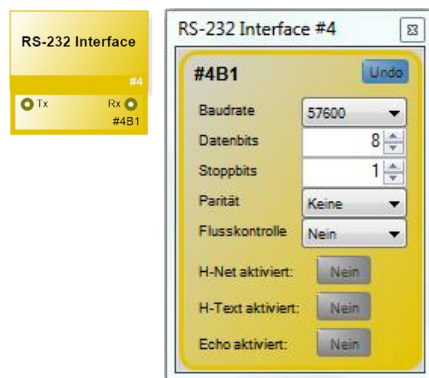 RS-232 Interface
#4
Tx Rx
#4B1
RS-232 Interface #4
#4B1 Undo
Baudrate 57600
Datenbits 8
Stoppbits 1
Parität Keine
Flusskontrolle Nein
H-Net aktiviert: Nein
H-Text aktiviert: Nein
Echo aktiviert: Nein